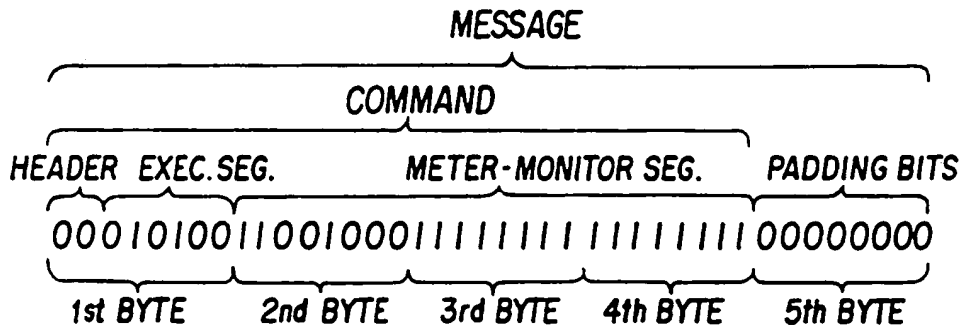 MESSAGE
COMMAND
HEADER EXEC. SEG. METER-MONITOR SEG. PADDING BITS
0001010011001000111111111111111100000000
1st BYTE 2nd BYTE 3rd BYTE 4th BYTE 5th BYTE